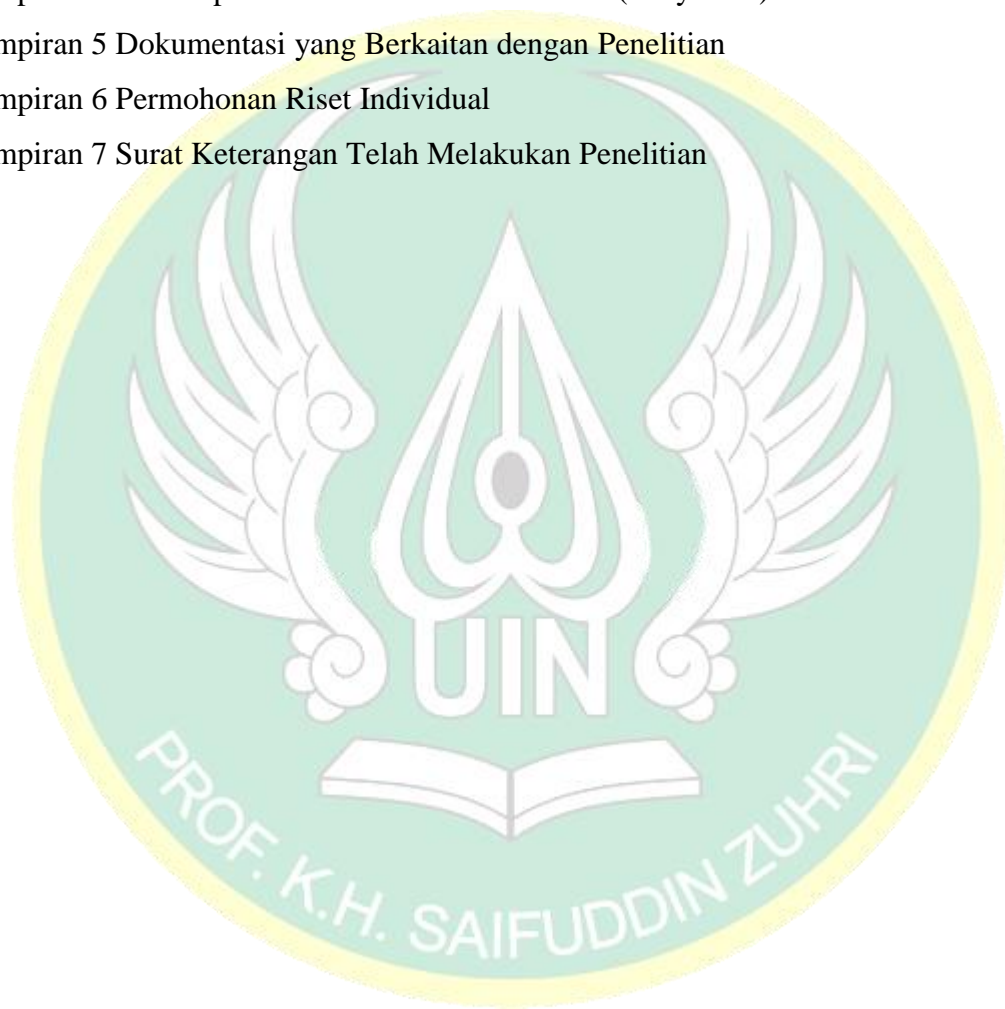 mpiran 5 Dokumentasi yang Berkaitan dengan Penelitian
mpiran 6 Permohonan Riset Individual
mpiran 7 Surat Keterangan Telah Melakukan Penelitian
UIN
PROF. K.H. SAIFUDDIN ZUHRI